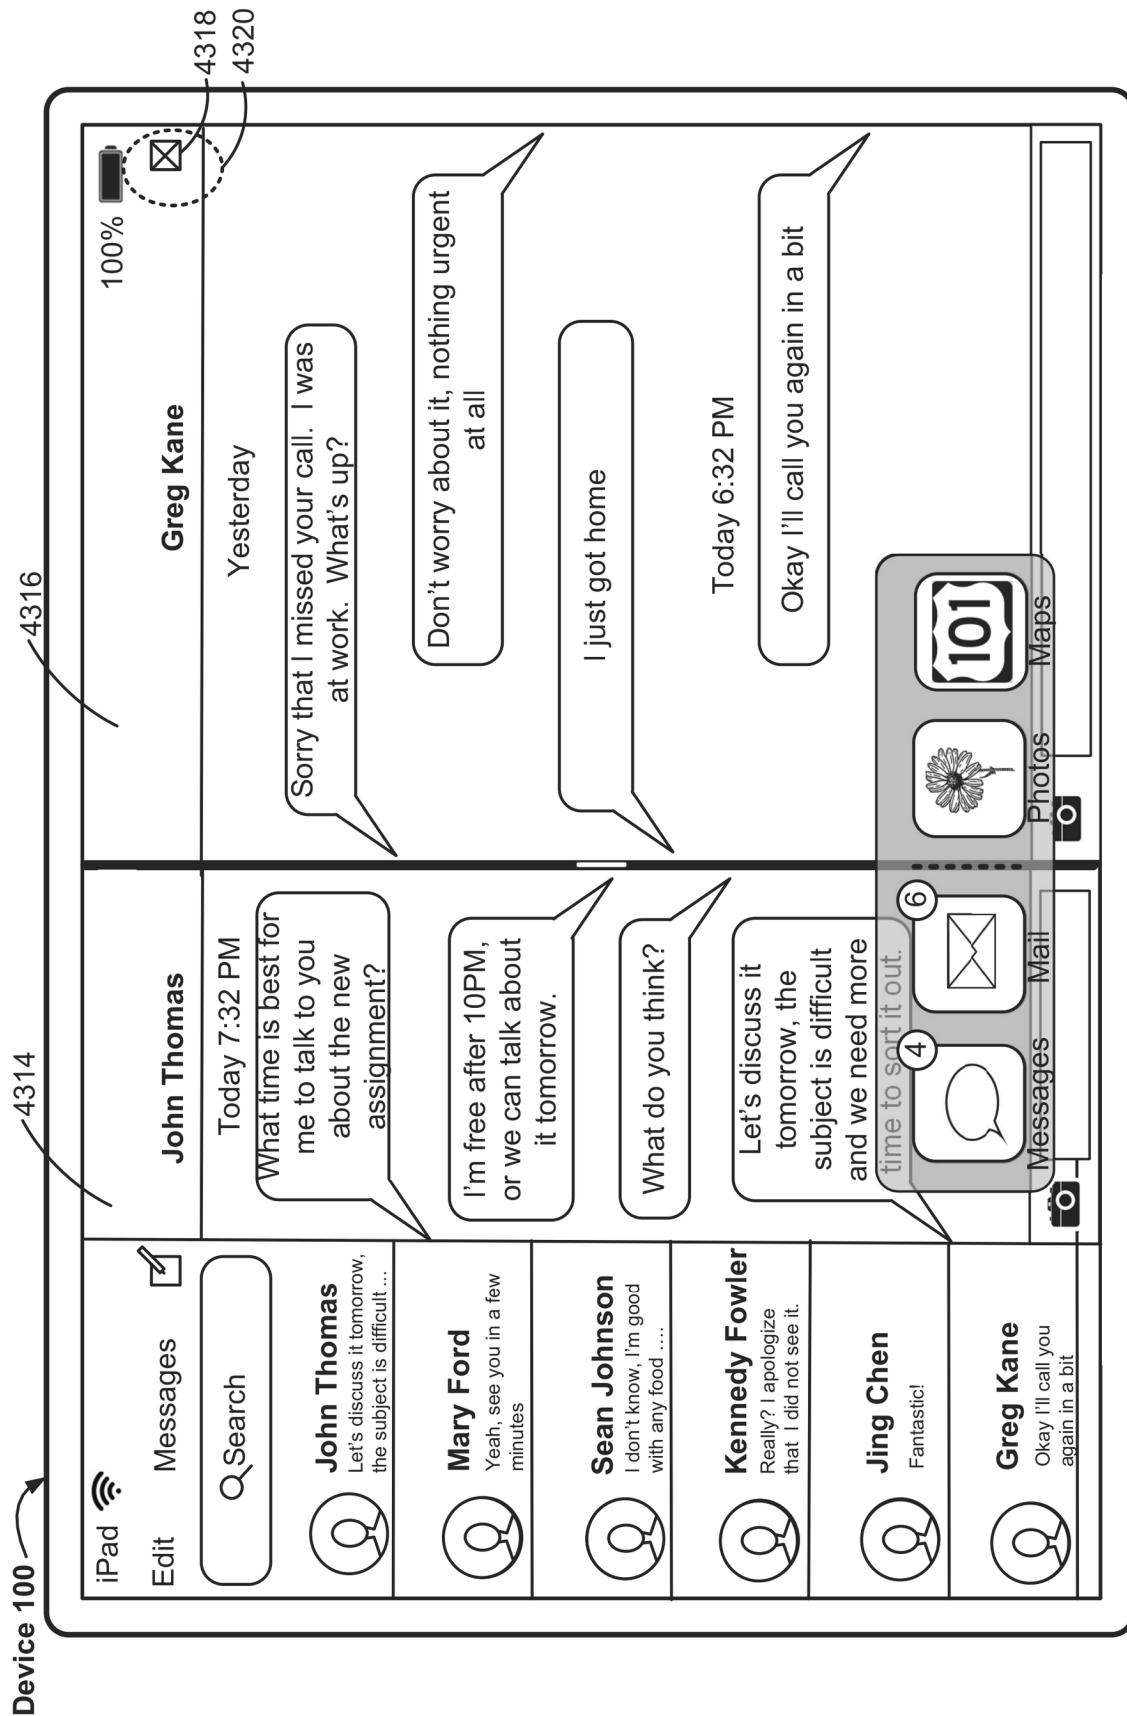 Device 100
4314
4316
4318
4320
iPad
100%
Edit
Messages
Search
John Thomas
Let's discuss it tomorrow,
the subject is difficult ...
Mary Ford
Yeah, see you in a few
minutes
Sean Johnson
I don't know, I'm good
with any food ....
Kennedy Fowler
Really? I apologize
that I did not see it.
Jing Chen
Fantastic!
Greg Kane
Okay I'll call you
again in a bit
John Thomas
Today 7:32 PM
What time is best for
me to talk to you
about the new
assignment?
I'm free after 10PM,
or we can talk about
it tomorrow.
What do you think?
Let's discuss it
tomorrow, the
subject is difficult
and we need more
time to sort it out.
Greg Kane
Yesterday
Sorry that I missed your call.  I was
at work.  What's up?
Don't worry about it, nothing urgent
at all
I just got home
Today 6:32 PM
Okay I'll call you again in a bit
4
6
101
Messages
Mail
Photos
Maps